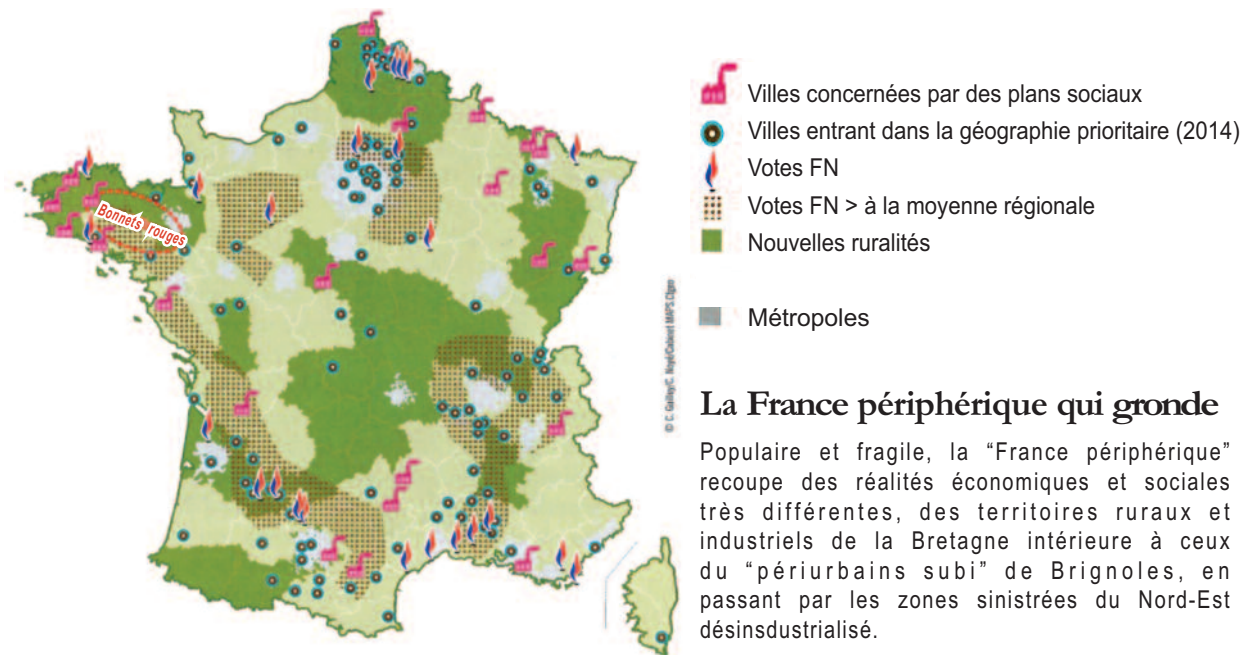 Villes concernées par des plans sociaux
Villes entrant dans la géographie prioritaire (2014)
Votes FN
Votes FN > à la moyenne régionale
Nouvelles ruralités
Métropoles
Bonnets rouges
La France périphérique qui gronde
Populaire et fragile, la “France périphérique”
recoupe des réalités économiques et sociales
très différentes, des territoires ruraux et
industriels de la Bretagne intérieure à ceux
du “périurbains subi” de Brignoles, en
passant par les zones sinistrées du Nord-Est
désinsdustrialisé.